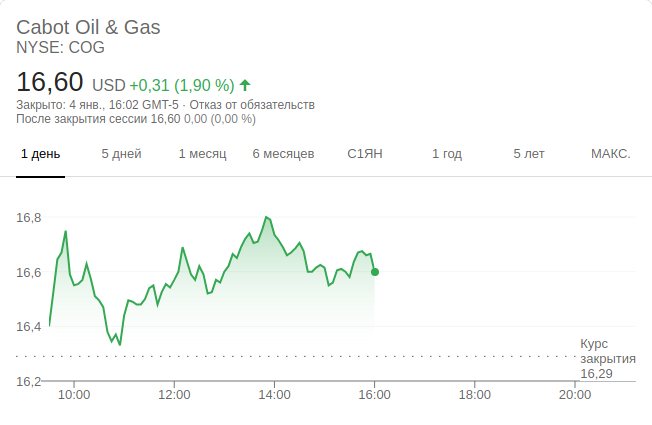 Cabot Oil & Gas
NYSE: COG
16,60 USD +0,31 (1,90 %)
Закрыто: 4 янв., 16:02 GMT-5 · Отказ от обязательств
После закрытия сессии 16,60 0,00 (0,00 %)
1 день 5 дней 1 месяц 6 месяцев С1ЯН 1 год 5 лет МАКС.
16,8
16,6
16,4
Курс
закрытия
16,29
16,2
10:00 12:00 14:00 16:00 18:00 20:00